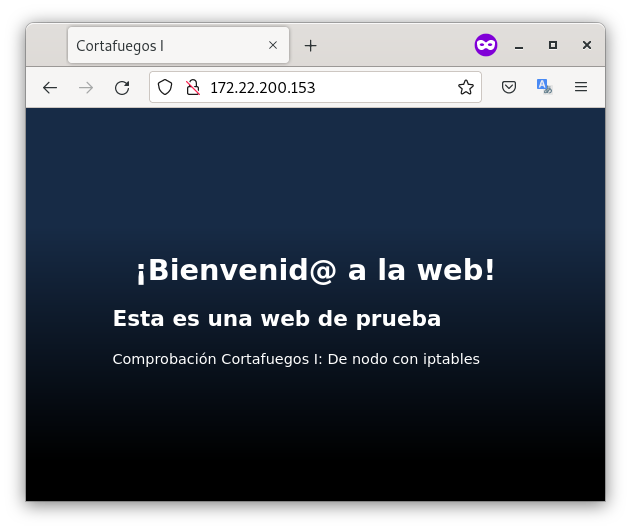 Cortafuegos I
172.22.200.153
¡Bienvenid@ a la web!
Esta es una web de prueba
Comprobación Cortafuegos I: De nodo con iptables